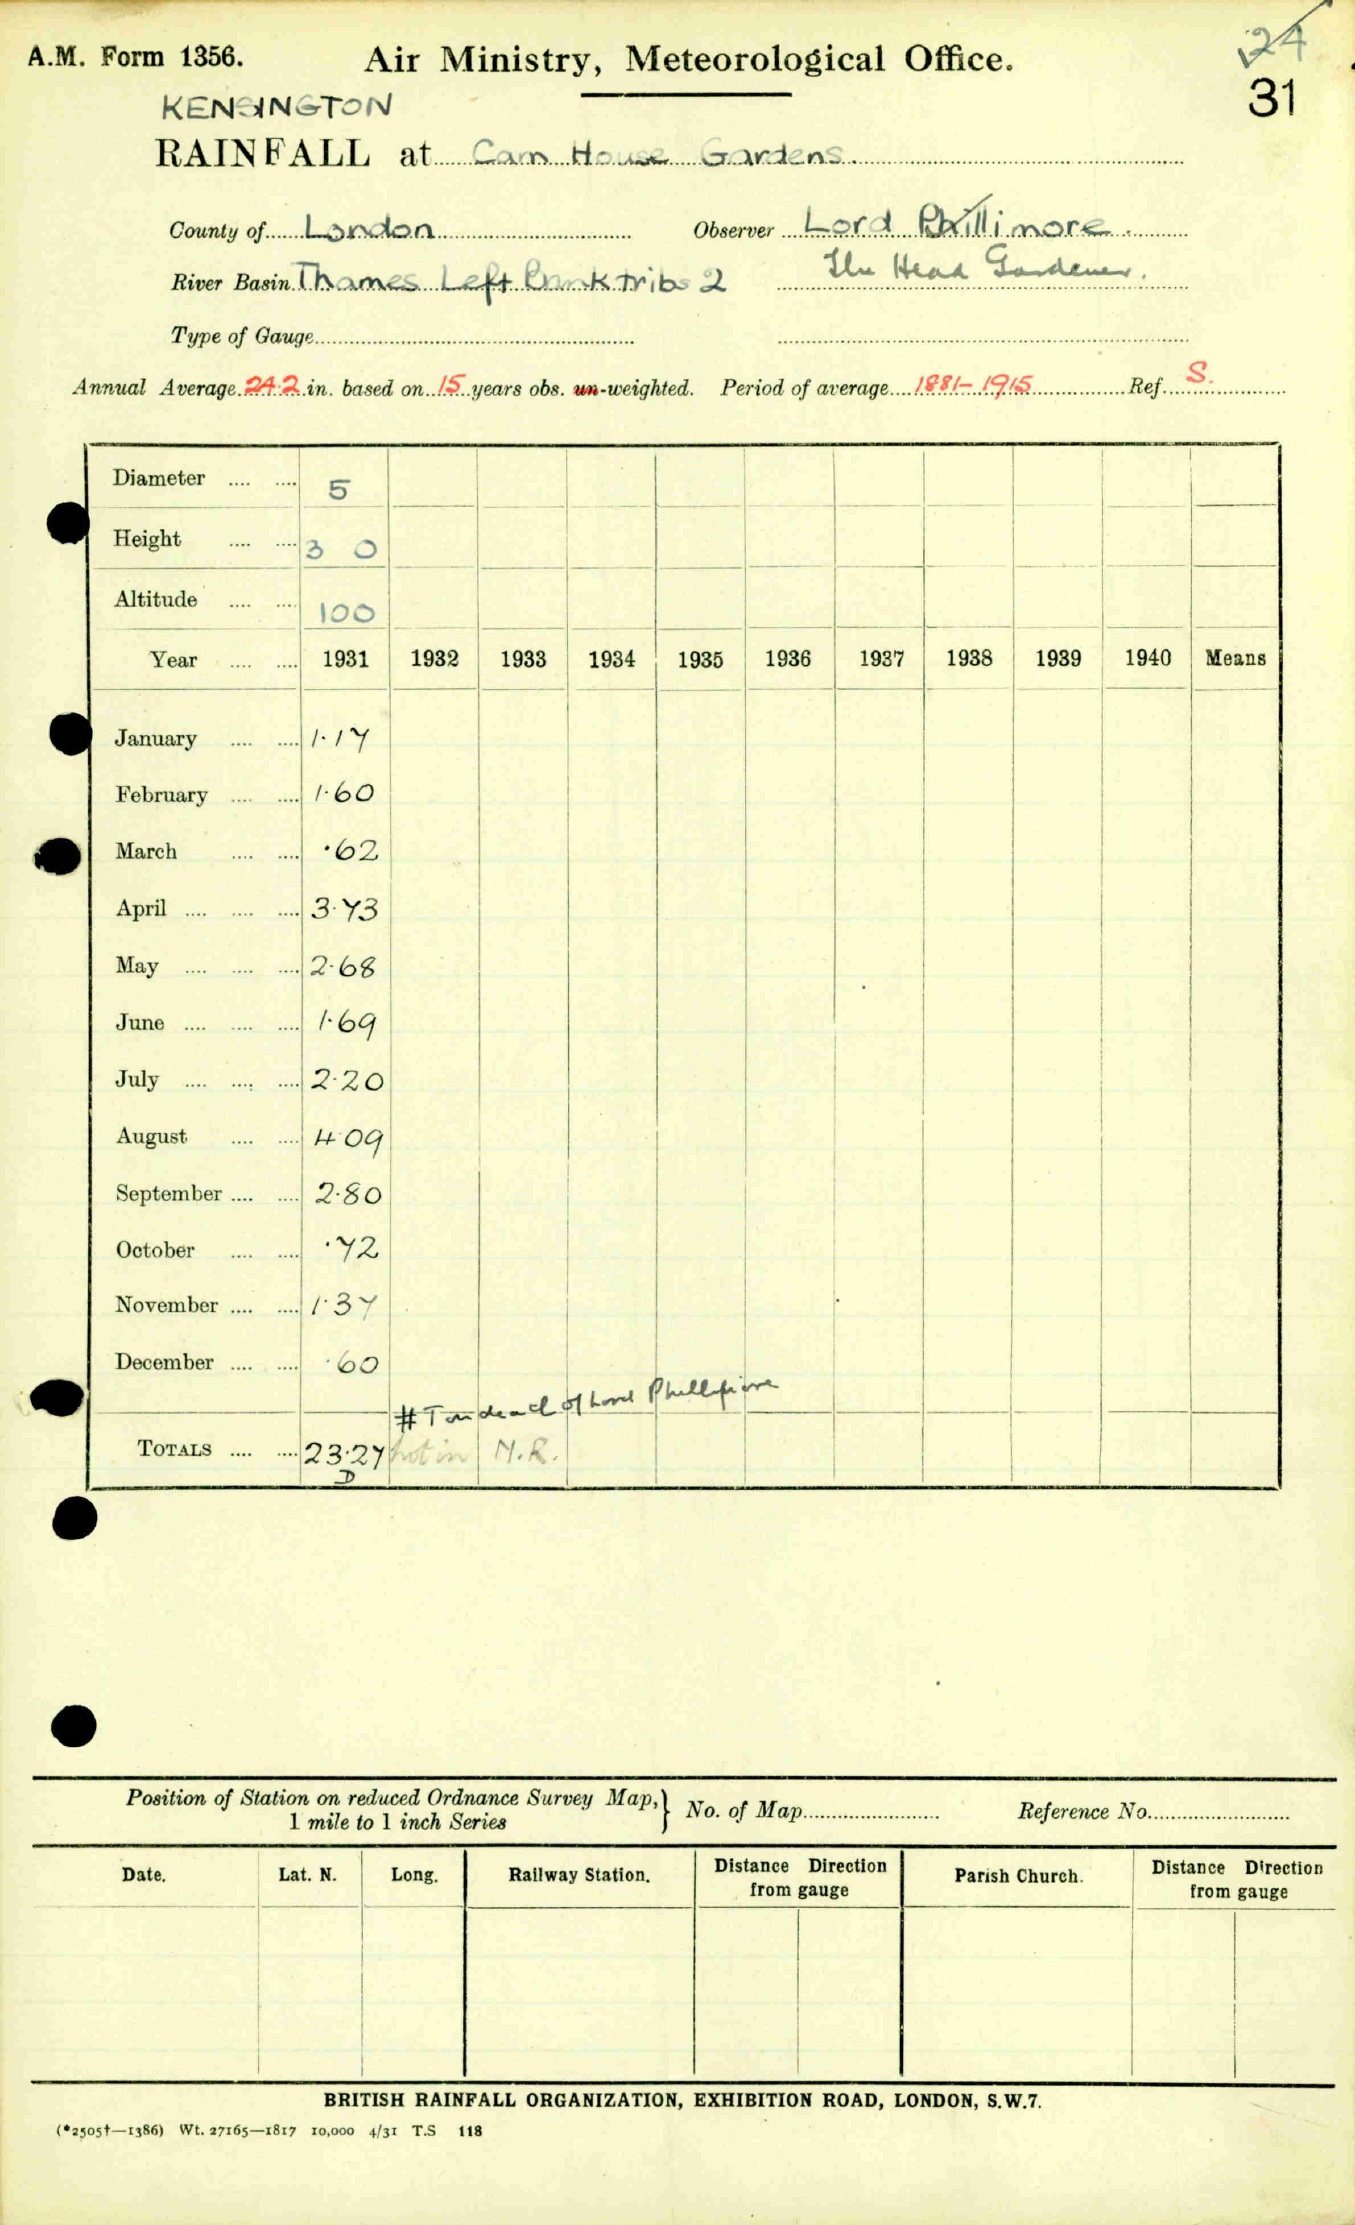 24
A.M. Form 1356. Air Ministry, Meteorological Office.
31
KENSINGTON
RAINFALL at Cam House Gardens.
County of London Observer Lord Phillimore.
River Basin Thames Left Bank tribs 2 The Head Gardener.
Type of Gauge
Annual Average 24.2 in. based on 15 years obs. un-weighted. Period of average 1881-1915 Ref. S.
Diameter 5
Height 3 0
Altitude 100
Year 1931 1932 1933 1934 1935 1936 1937 1938 1939 1940 Means
January 1.17
February 1.60
March .62
April 3.73
May 2.68
June 1.69
July 2.20
August 4.09
September 2.80
October .72
November 1.37
December .60
# of Lord Phillimore
TOTALS 23.27 not in M.R.
D
Position of Station on reduced Ordnance Survey Map, } No. of Map Reference No.
1 mile to 1 inch Series
Date. Lat. N. Long. Railway Station. Distance Direction from gauge Parish Church. Distance Direction from gauge
BRITISH RAINFALL ORGANIZATION, EXHIBITION ROAD, LONDON, S.W.7.
(*2505†—1386) Wt. 27165—1817 10,000 4/31 T.S 118